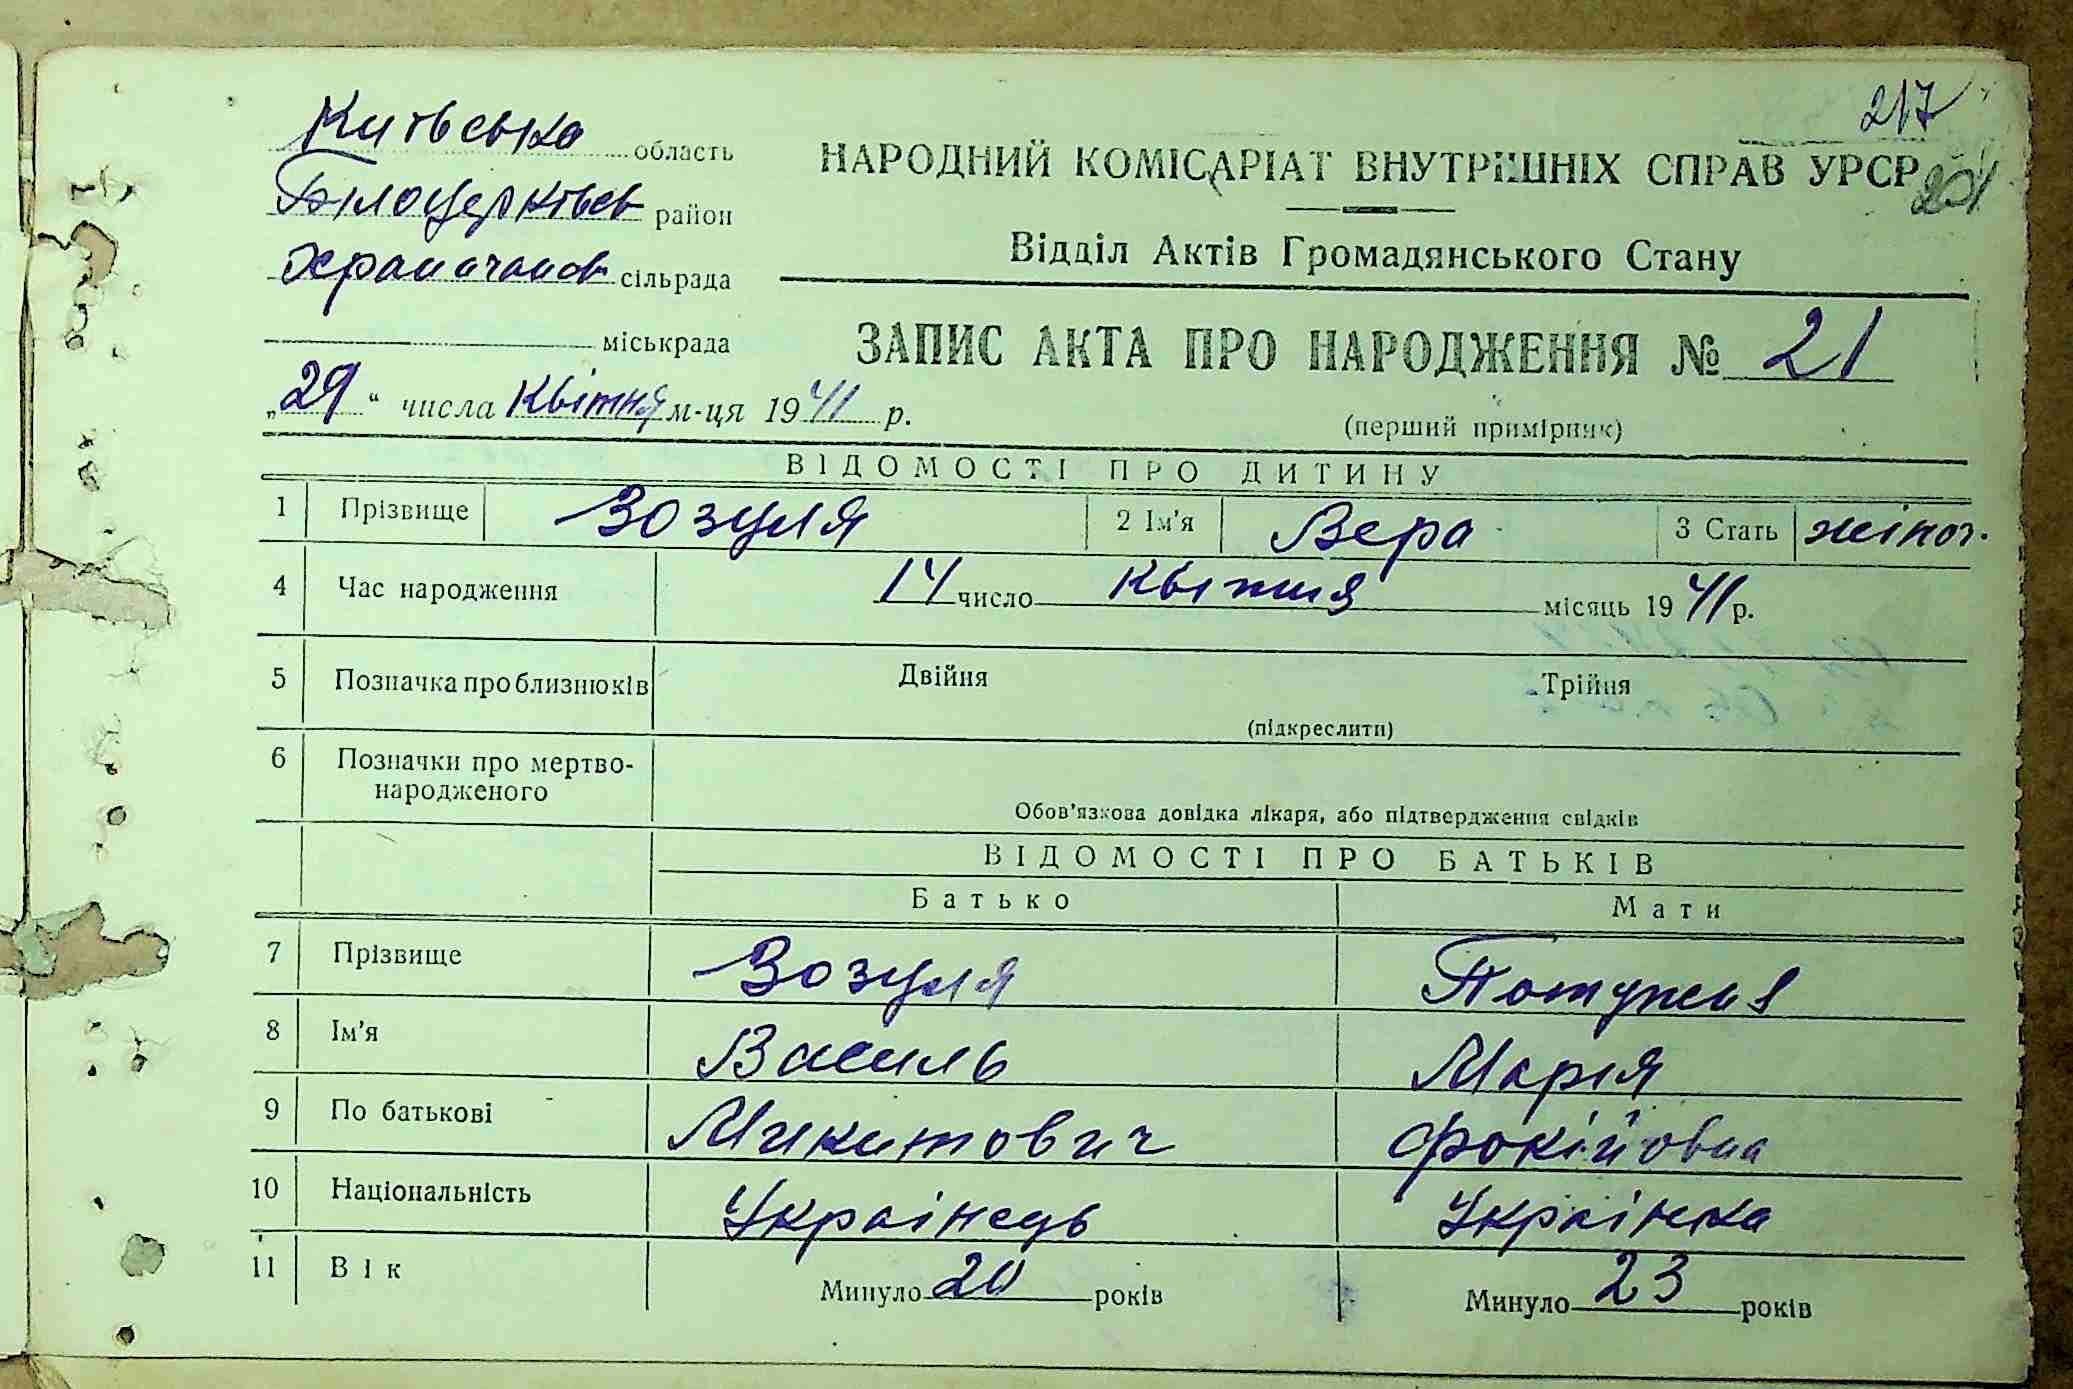 217
201
Київська область
Білоцерківсь район
Храпачанов сільрада
міськрада
НАРОДНИЙ КОМІСАРІАТ ВНУТРІШНІХ СПРАВ УРСР
Відділ Актів Громадянського Стану
ЗАПИС АКТА ПРО НАРОДЖЕННЯ № 21
„29“ числа Квітня м-ця 1941 р.
(перший примірник)
ВІДОМОСТІ ПРО ДИТИНУ
1 Прізвище Зозуля 2 Ім'я Вера 3 Стать жіноч.
4 Час народження 14 число Квітня місяць 1941 р.
5 Позначка про близнюків Двійня Трійня
(підкреслити)
6 Позначки про мертво-
народженого
Обов'язкова довідка лікаря, або підтвердження свідків
ВІДОМОСТІ ПРО БАТЬКІВ
Батько Мати
7 Прізвище Зозуля Потужня
8 Ім'я Василь Марія
9 По батькові Микитович Фокійовна
10 Національність Українець Українка
11 Вік Минуло 20 років Минуло 23 років